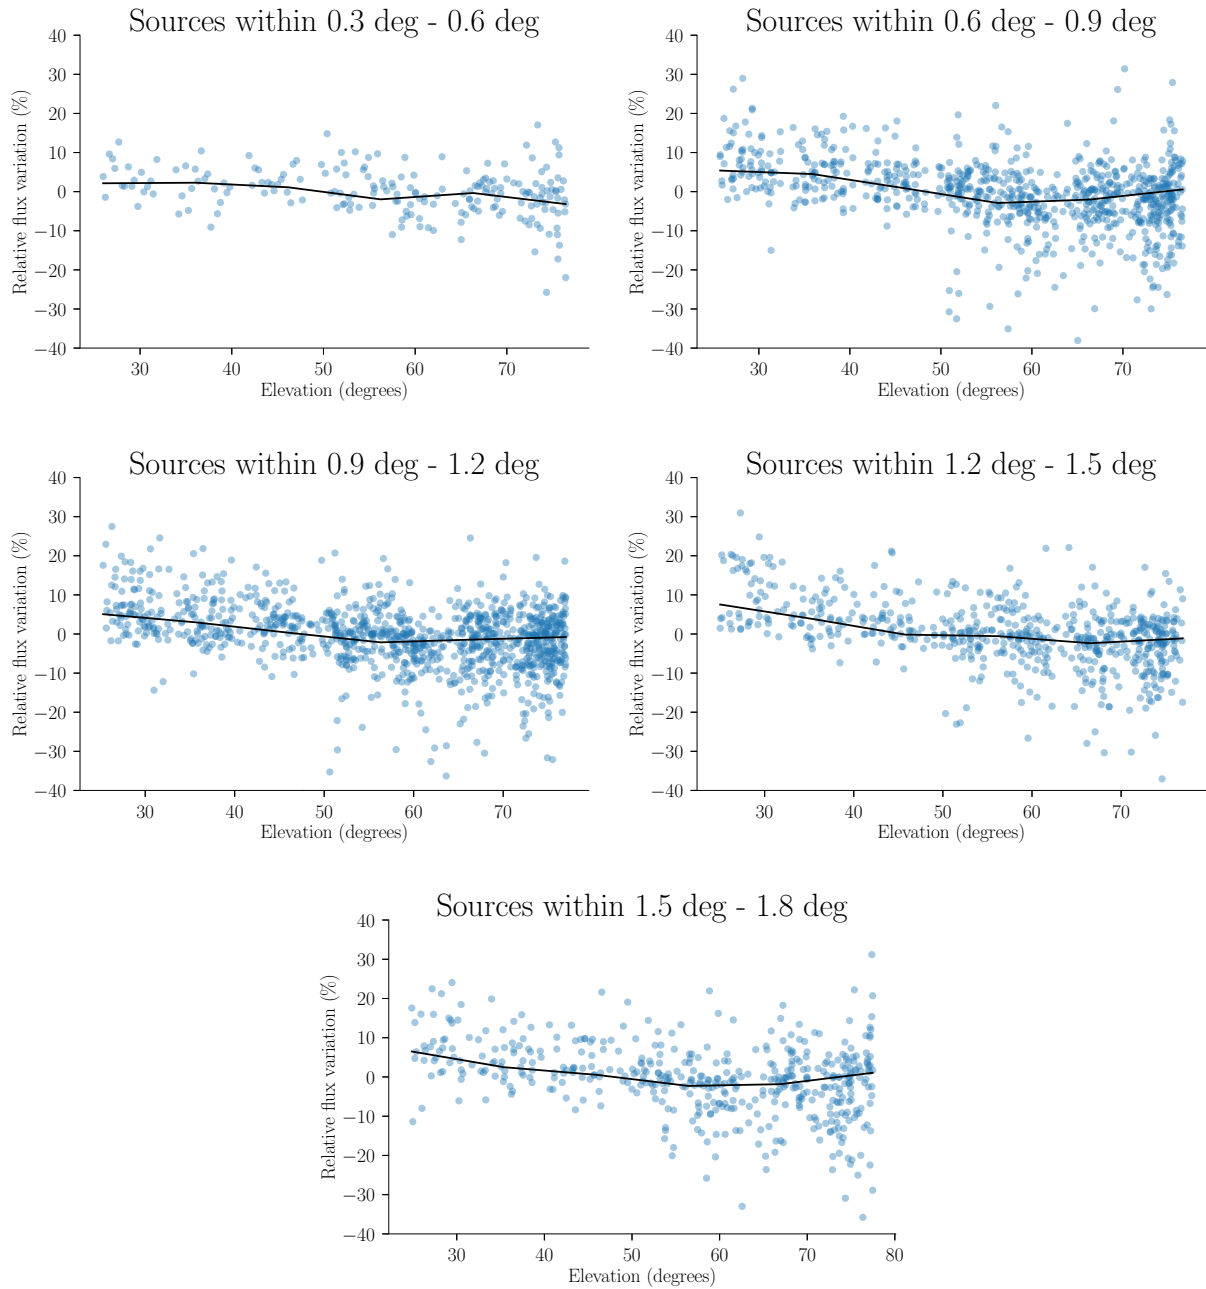 Sources within 0.3 deg - 0.6 deg
40
30
20
10
0
−10
−20
−30
−40
Relative flux variation (%)
30 40 50 60 70
Elevation (degrees)
Sources within 0.6 deg - 0.9 deg
40
30
20
10
0
−10
−20
−30
−40
Relative flux variation (%)
30 40 50 60 70
Elevation (degrees)
Sources within 0.9 deg - 1.2 deg
40
30
20
10
0
−10
−20
−30
−40
Relative flux variation (%)
30 40 50 60 70
Elevation (degrees)
Sources within 1.2 deg - 1.5 deg
40
30
20
10
0
−10
−20
−30
−40
Relative flux variation (%)
30 40 50 60 70
Elevation (degrees)
Sources within 1.5 deg - 1.8 deg
40
30
20
10
0
−10
−20
−30
−40
Relative flux variation (%)
30 40 50 60 70 80
Elevation (degrees)